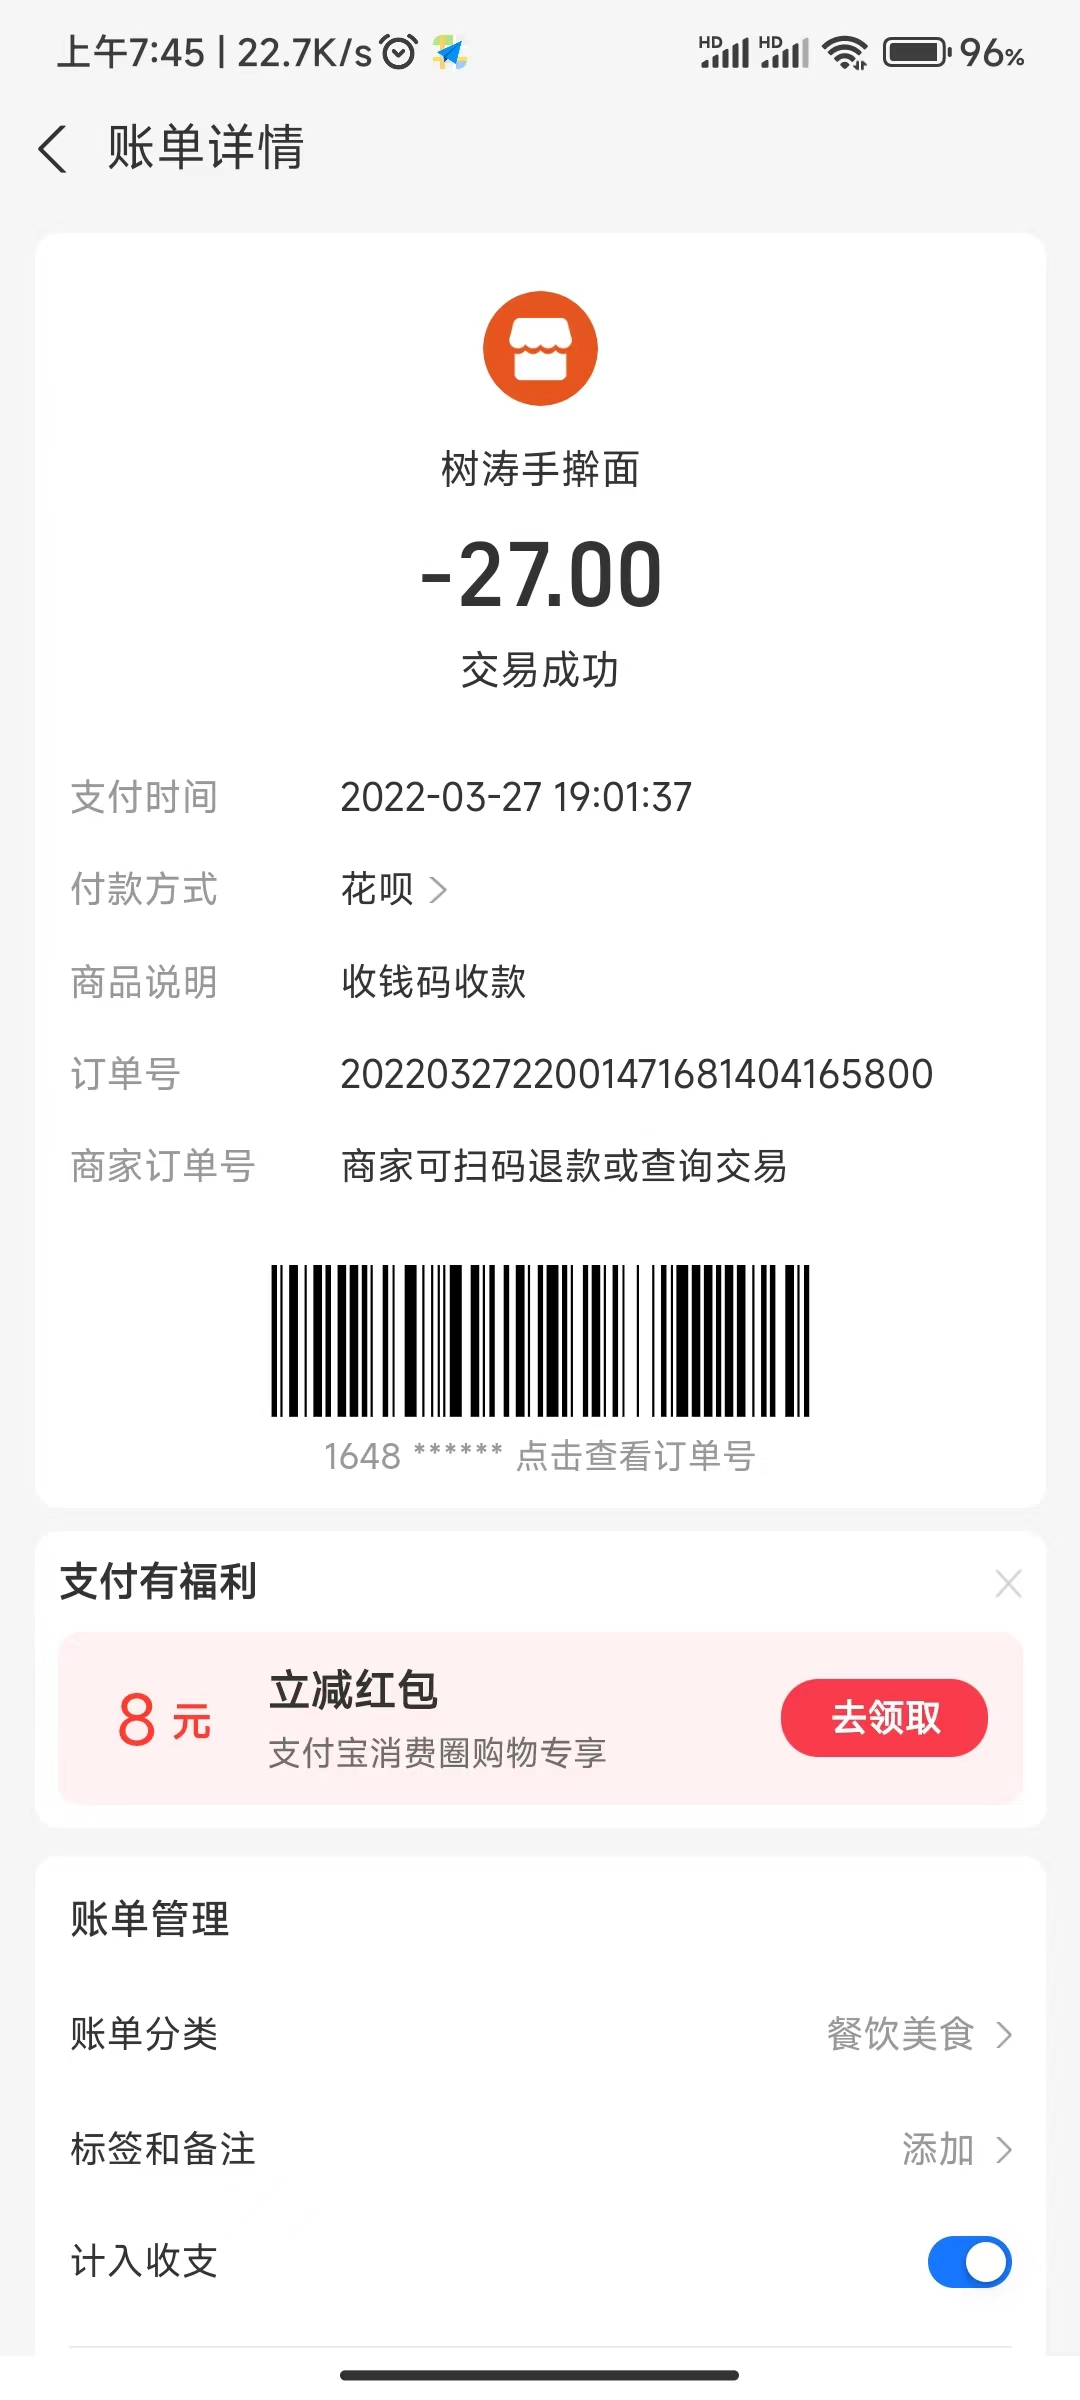 上午7:45 | 22.7K/s
HD HD 96%
账单详情
树涛手擀面
-27.00
交易成功
支付时间 2022-03-27 19:01:37
付款方式 花呗
商品说明 收钱码收款
订单号 2022032722001471681404165800
商家订单号 商家可扫码退款或查询交易
1648 ****** 点击查看订单号
支付有福利
8 元 立减红包 去领取
支付宝消费圈购物专享
账单管理
账单分类 餐饮美食
标签和备注 添加
计入收支